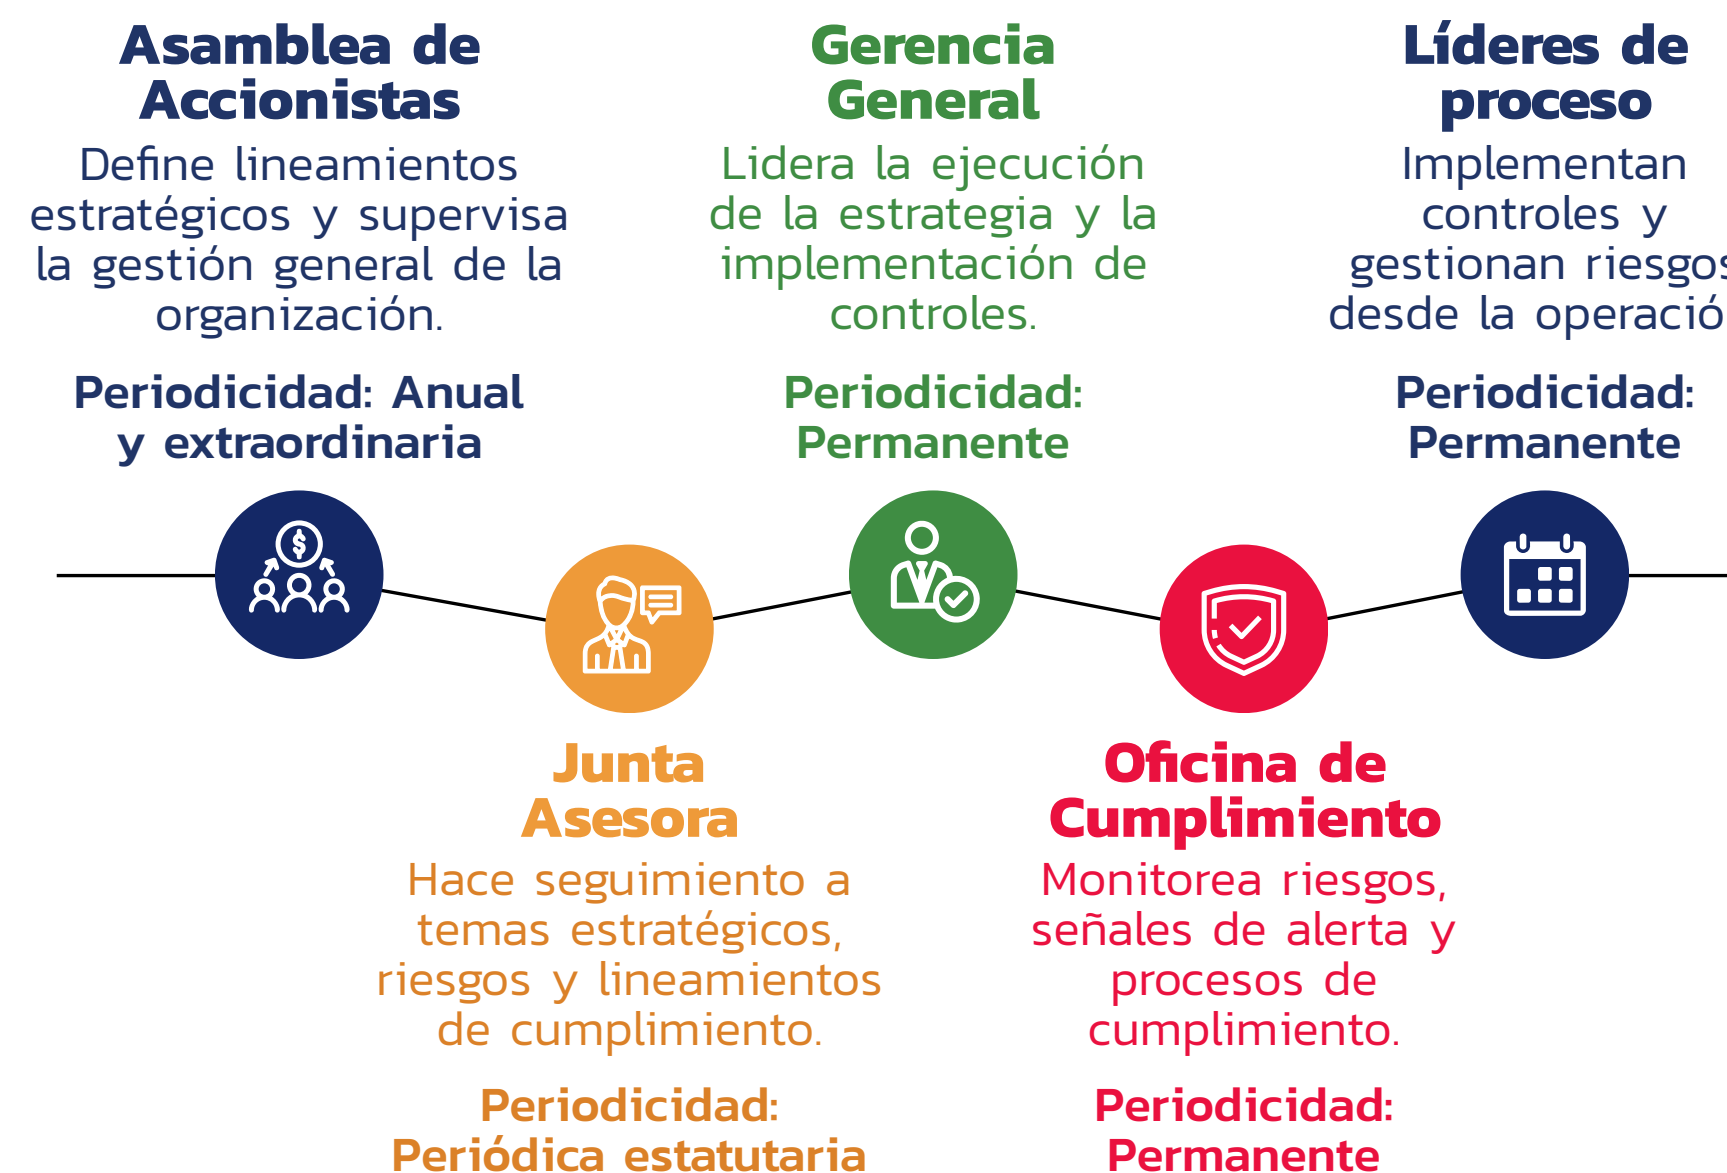 Asamblea de
Accionistas
Define lineamientos
estratégicos y supervisa
la gestión general de la
organización.
Periodicidad: Anual
y extraordinaria
Junta
Asesora
Hace seguimiento a
temas estratégicos,
riesgos y lineamientos
de cumplimiento.
Periodicidad:
Periódica estatutaria
Gerencia
General
Lidera la ejecución
de la estrategia y la
implementación de
controles.
Periodicidad:
Permanente
Oficina de
Cumplimiento
Monitorea riesgos,
señales de alerta y
procesos de
cumplimiento.
Periodicidad:
Permanente
Líderes de
proceso
Implementan
controles y
gestionan riesgos
desde la operació
Periodicidad:
Permanente